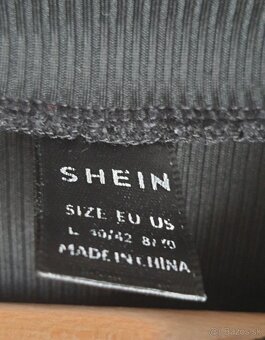 SHEIN
SIZE EU US
L 40/42 8/10
MADE IN CHINA